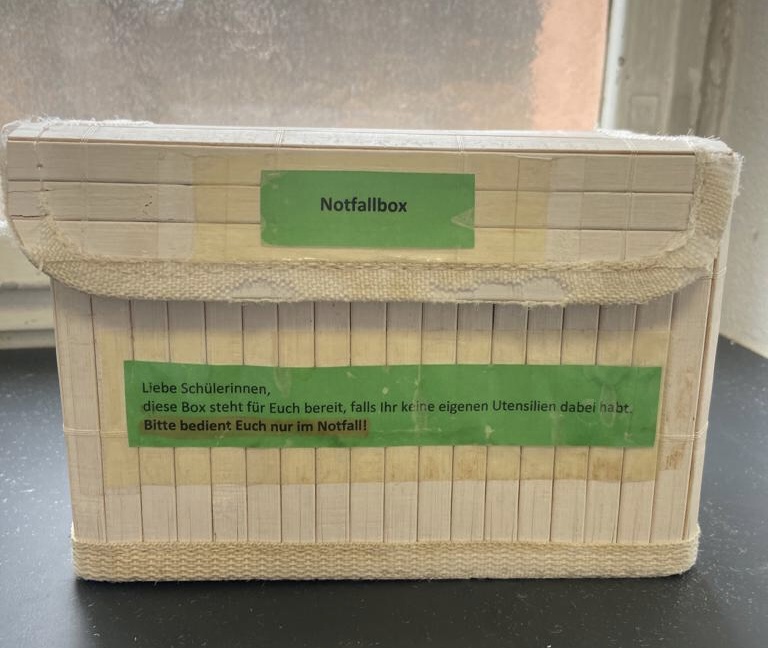 Notfallbox
Liebe Schülerinnen,
diese Box steht für Euch bereit, falls Ihr keine eigenen Utensilien dabei habt.
Bitte bedient Euch nur im Notfall!